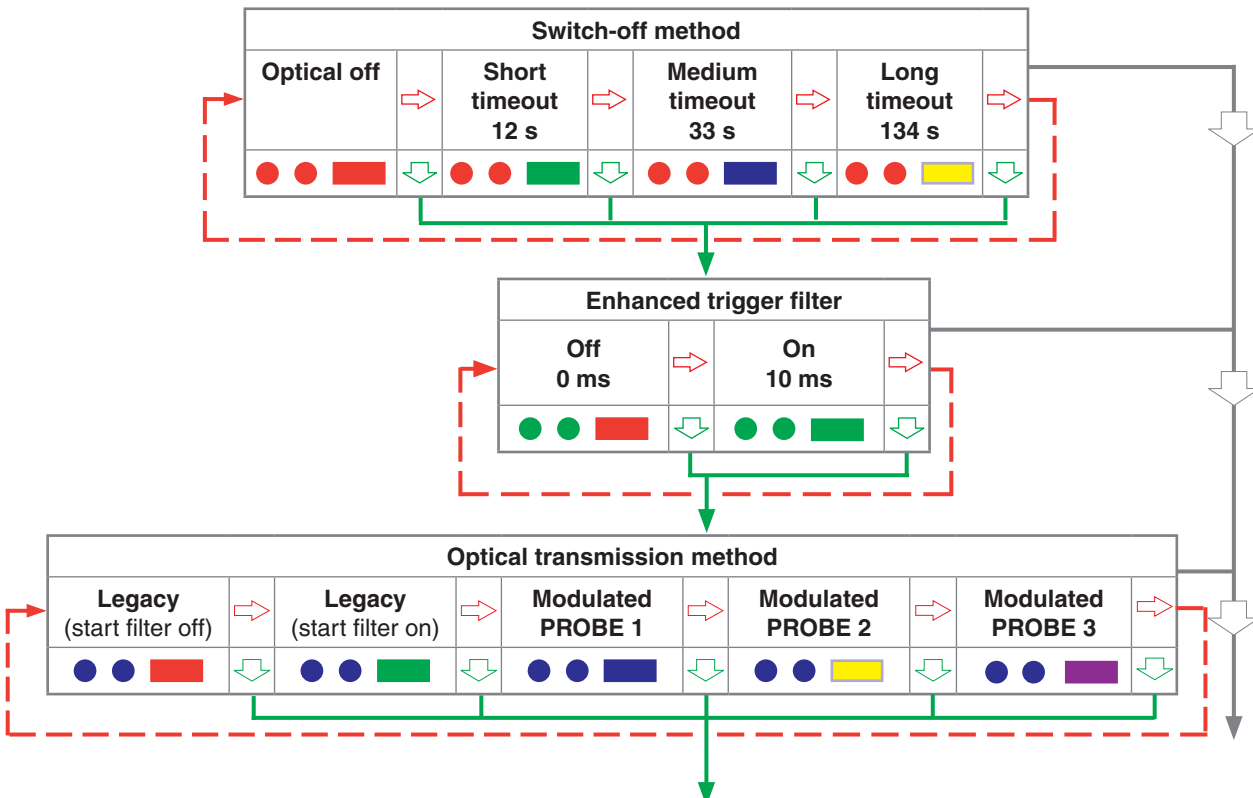 Switch-off method
Optical off
Short
timeout
12 s
Medium
timeout
33 s
Long
timeout
134 s
Enhanced trigger filter
Off
0 ms
On
10 ms
Optical transmission method
Legacy
(start filter off)
Legacy
(start filter on)
Modulated
PROBE 1
Modulated
PROBE 2
Modulated
PROBE 3